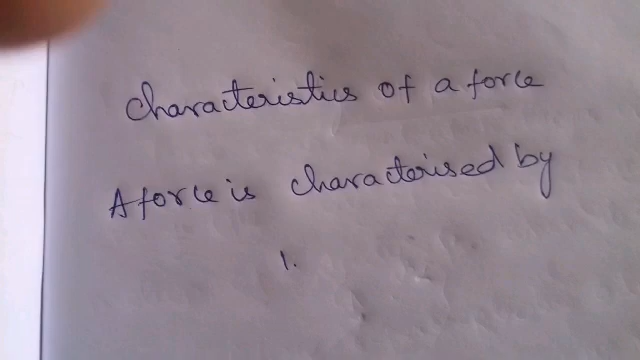 characteristics of a force
A force is characterised by
1.